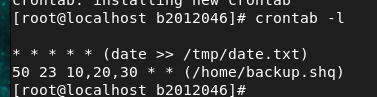 crontab: installing new crontab
[root@localhost b2012046]# crontab -l
* * * * * (date >> /tmp/date.txt)
50 23 10,20,30 * * (/home/backup.shq)
[root@localhost b2012046]#